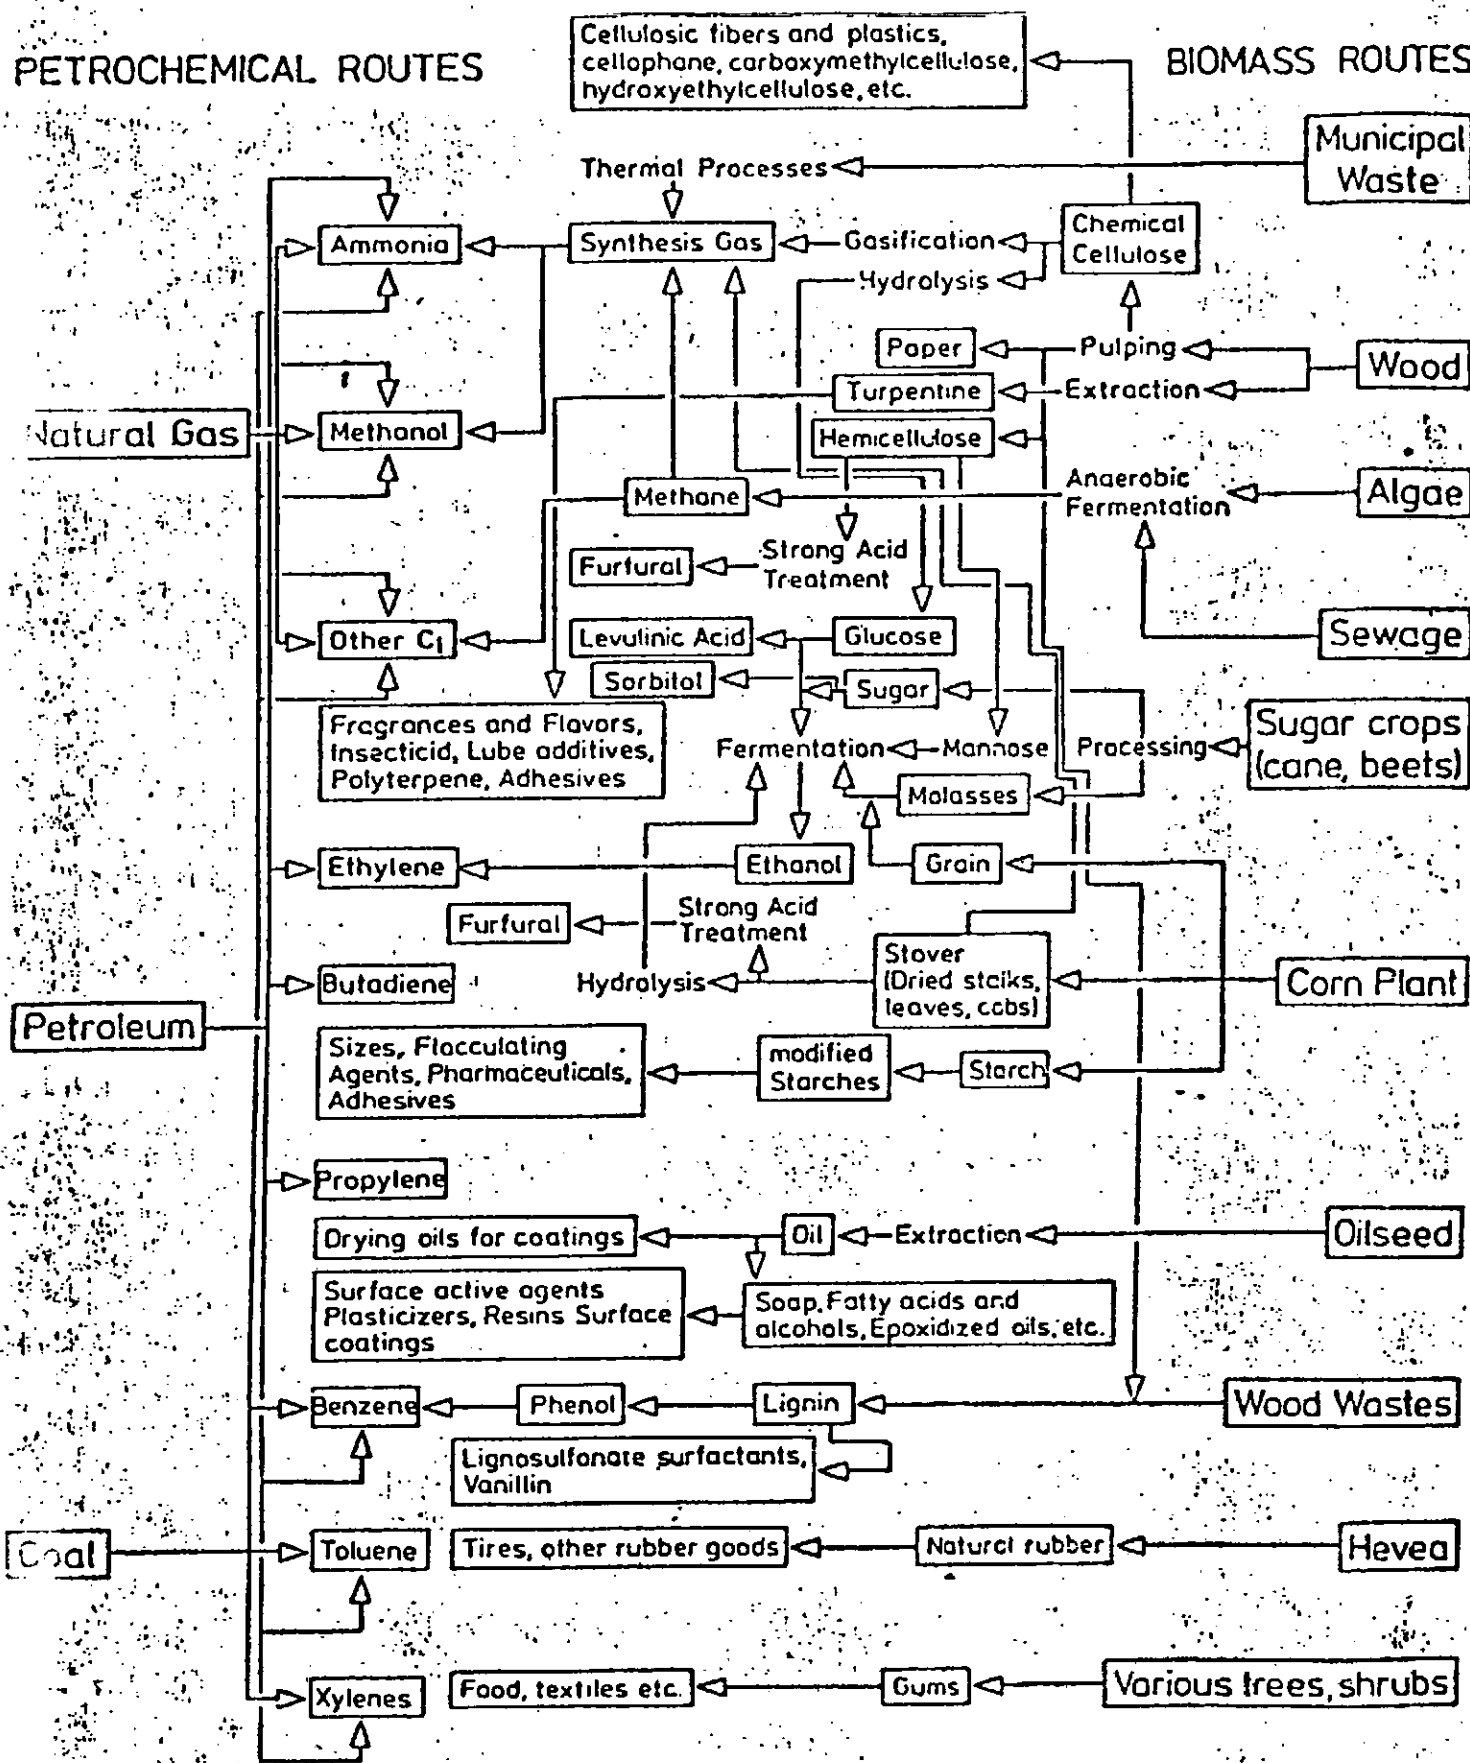 PETROCHEMICAL ROUTES
BIOMASS ROUTES
Cellulosic fibers and plastics,
cellophane, carboxymethylcellulose,
hydroxyethylcellulose, etc.
Municipal
Waste
Thermal Processes
Ammonia
Synthesis Gas
Gasification
Chemical
Cellulose
Hydrolysis
Paper
Pulping
Wood
Turpentine
Extraction
Natural Gas
Methanol
Hemicellulose
Methane
Anaerobic
Fermentation
Algae
Furfural
Strong Acid
Treatment
Other C1
Levulinic Acid
Glucose
Sewage
Sorbitol
Sugar
Fragrances and Flavors,
Insecticid, Lube additives,
Polyterpene, Adhesives
Fermentation
Mannose
Processing
Sugar crops
(cane, beets)
Molasses
Ethylene
Ethanol
Grain
Furfural
Strong Acid
Treatment
Butadiene
Hydrolysis
Stover
(Dried stalks,
leaves, cobs)
Corn Plant
Petroleum
Sizes, Flocculating
Agents, Pharmaceuticals,
Adhesives
modified
Starches
Starch
Propylene
Drying oils for coatings
Oil
Extraction
Oilseed
Surface active agents
Plasticizers, Resins Surface
coatings
Soap, Fatty acids and
alcohols, Epoxidized oils, etc.
Benzene
Phenol
Lignin
Wood Wastes
Lignosulfonate surfactants,
Vanillin
Coal
Toluene
Tires, other rubber goods
Natural rubber
Hevea
Xylenes
Food, textiles etc.
Gums
Various trees, shrubs